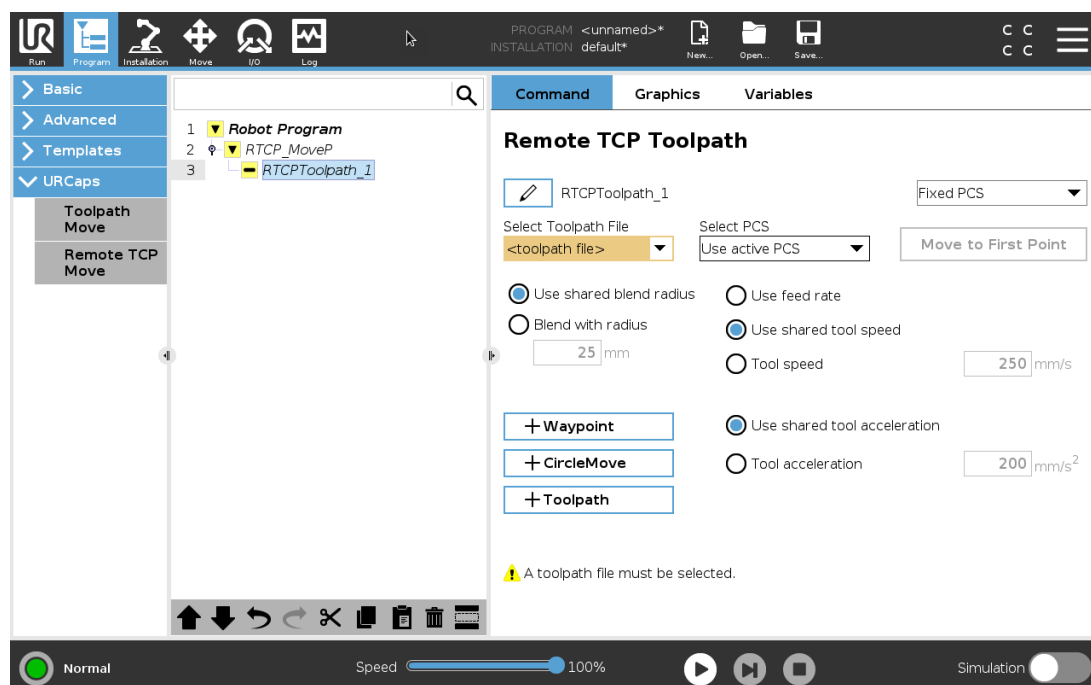 UR
Run
Program
Installation
Move
I/O
Log
PROGRAM <unnamed>*
INSTALLATION default*
New...
Open...
Save...
C C
C C
Basic
Advanced
Templates
URCaps
Toolpath
Move
Remote TCP
Move
1 Robot Program
2 RTCP_MoveP
3 RTCPToolpath_1
Command Graphics Variables
Remote TCP Toolpath
RTCPToolpath_1
Fixed PCS
Select Toolpath File
Select PCS
<toolpath file>
Use active PCS
Move to First Point
Use shared blend radius
Use feed rate
Blend with radius
Use shared tool speed
25 mm
Tool speed
250 mm/s
+Waypoint
Use shared tool acceleration
+CircleMove
Tool acceleration
200 mm/s²
+Toolpath
A toolpath file must be selected.
Normal
Speed
100%
Simulation